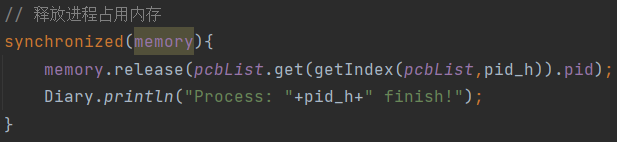 // 释放进程占用内存
synchronized(memory){
memory.release(pcbList.get(getIndex(pcbList,pid_h)).pid);
Diary.println("Process: "+pid_h+" finish!");
}